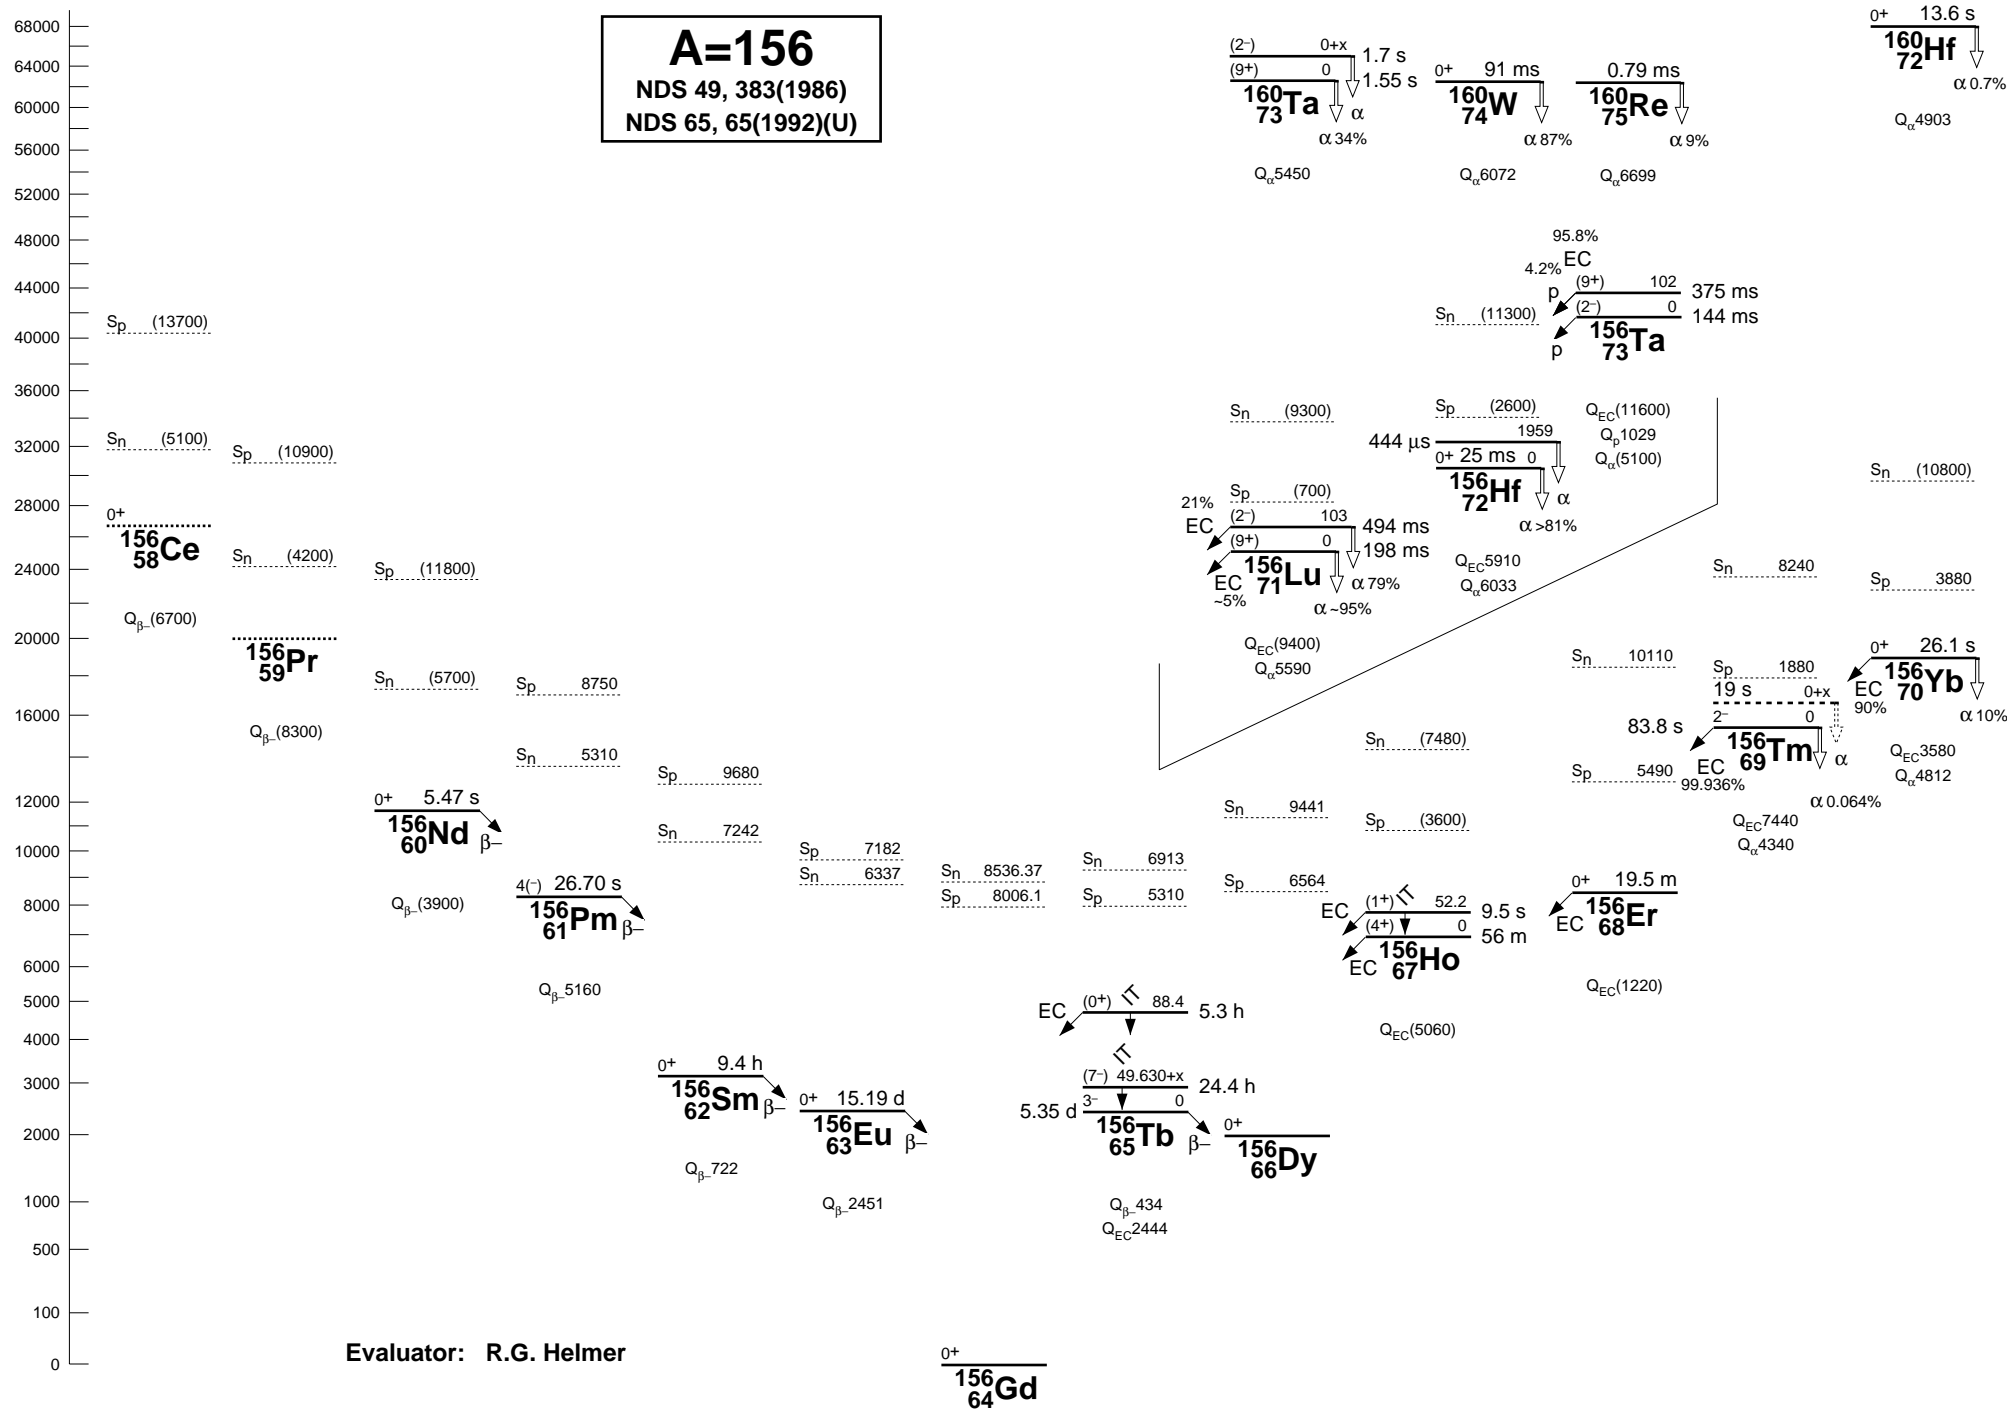 68000
64000
60000
56000
52000
48000
44000
40000
36000
32000
28000
24000
20000
16000
12000
10000
8000
6000
5000
4000
3000
2000
1000
500
100
0
A=156
NDS 49, 383(1986)
NDS 65, 65(1992)(U)
Sp (13700)
Sn (5100)
0+
156 58 Ce
Qβ−(6700)
Sp (10900)
Sn (4200)
156 59 Pr
Qβ−(8300)
Sp (11800)
Sn (5700)
0+ 5.47 s
156 60 Nd β−
Qβ−(3900)
Sp 8750
Sn 5310
4(−) 26.70 s
156 61 Pm β−
Qβ−5160
Sp 9680
Sn 7242
0+ 9.4 h
156 62 Sm β−
Qβ−722
Sp 7182
Sn 6337
0+ 15.19 d
156 63 Eu β−
Qβ−2451
Sn 8536.37
Sp 8006.1
0+
156 64 Gd
Sn 6913
Sp 5310
EC (0+) IT 88.4 5.3 h
IT
(7−) 49.630+x 24.4 h
5.35 d 3− 0
156 65 Tb β−
Qβ−434
QEC2444
Sn 9441
Sp 6564
0+
156 66 Dy
Sn (7480)
Sp (3600)
EC (1+) IT 52.2 9.5 s
(4+) 0 56 m
EC 156 67 Ho
QEC(5060)
Sn 10110
Sp 5490
0+ 19.5 m
EC 156 68 Er
QEC(1220)
Sn 8240
Sp 1880
19 s 0+x
83.8 s 2− 0
156 69 Tm α
EC
99.936%
α 0.064%
QEC7440
Qα4340
Sn (10800)
Sp 3880
0+ 26.1 s
EC 156 70 Yb
90%
α 10%
QEC3580
Qα4812
Sn (9300)
Sp (700)
21%
EC (2−) 103 494 ms
(9+) 0 198 ms
EC 156 71 Lu α 79%
~5%
α ~95%
QEC(9400)
Qα5590
Sn (11300)
Sp (2600)
444 μs 1959
0+ 25 ms 0
156 72 Hf α
α >81%
QEC5910
Qα6033
95.8%
4.2% EC
p (9+) 102 375 ms
(2−) 0 144 ms
p 156 73 Ta
QEC(11600)
Qp1029
Qα(5100)
(2−) 0+x 1.7 s
(9+) 0 1.55 s
160 73 Ta α
α 34%
Qα5450
0+ 91 ms
160 74 W
α 87%
Qα6072
0.79 ms
160 75 Re
α 9%
Qα6699
0+ 13.6 s
160 72 Hf
α 0.7%
Qα4903
Evaluator: R.G. Helmer